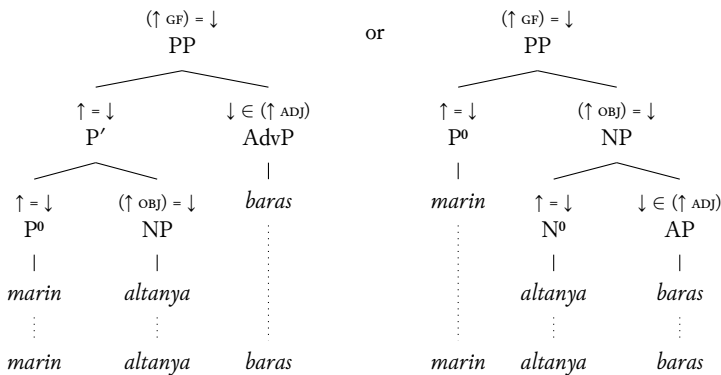 (↑ GF) = ↓ or (↑ GF) = ↓
PP PP
↑ = ↓ ↓ ∈ (↑ ADJ) ↑ = ↓ (↑ OBJ) = ↓
P′ AdvP P⁰ NP
↑ = ↓ (↑ OBJ) = ↓ baras marin ↑ = ↓ ↓ ∈ (↑ ADJ)
P⁰ NP N⁰ AP
marin altanya altanya baras
marin altanya baras marin altanya baras